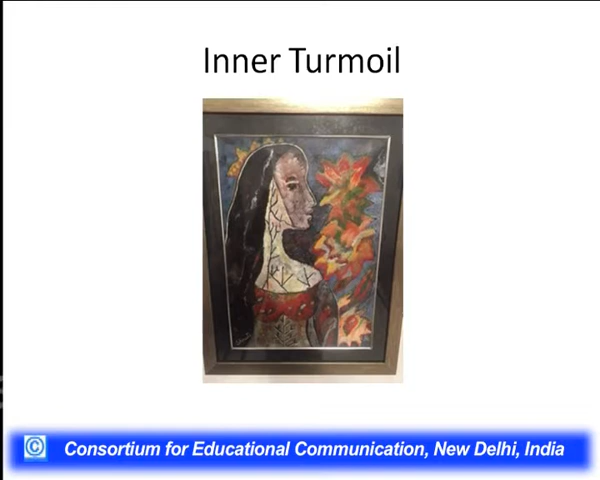 Inner Turmoil
© Consortium for Educational Communication, New Delhi, India